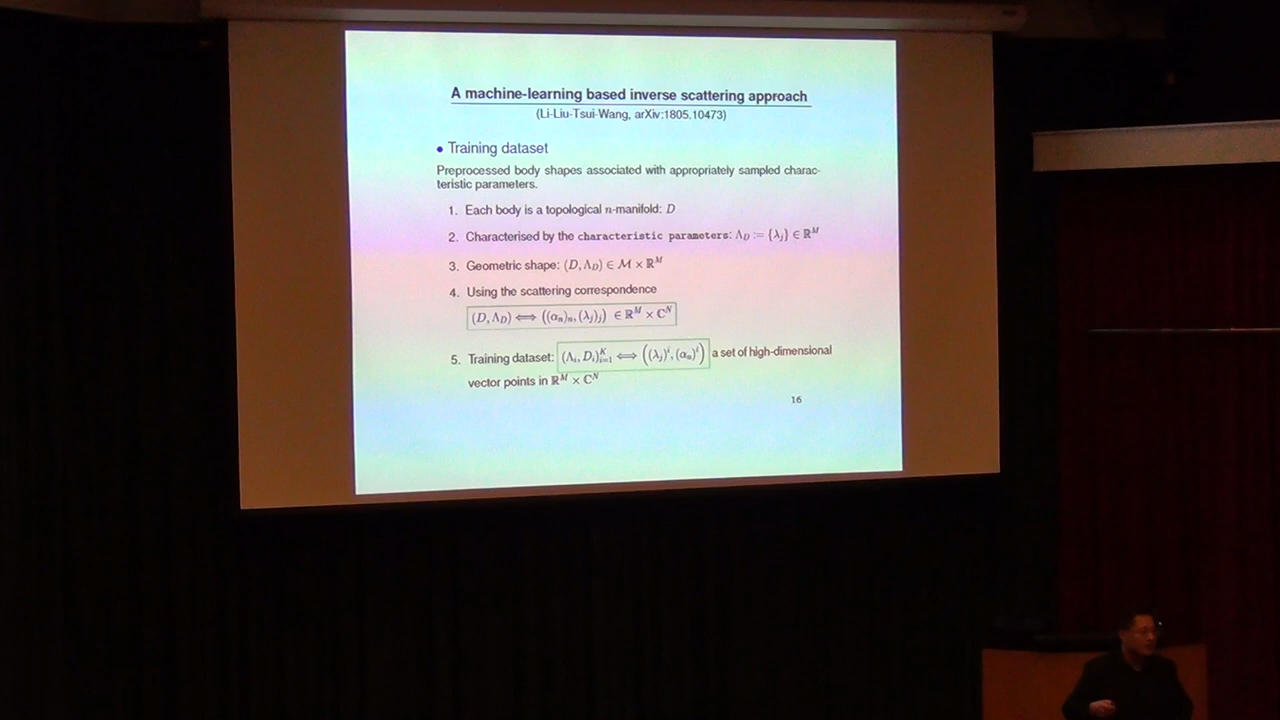 A machine-learning based inverse scattering approach
(Li-Liu-Tsui-Wang, arXiv:1805.10473)
• Training dataset
Preprocessed body shapes associated with appropriately sampled charac-
teristic parameters.
1. Each body is a topological n-manifold: D
2. Characterised by the characteristic parameters: Λ_D := {λ_j} ∈ ℝ^M
3. Geometric shape: (D, Λ_D) ∈ ℳ × ℝ^M
4. Using the scattering correspondence
(D, Λ_D) ⟺ ((α_n)_n, (λ_j)_j) ∈ ℝ^M × ℂ^N
5. Training dataset: (Λ_i, D_i)_{i=1}^K ⟺ ((λ_j)^i, (α_n)^i) a set of high-dimensional
vector points in ℝ^M × ℂ^N
16